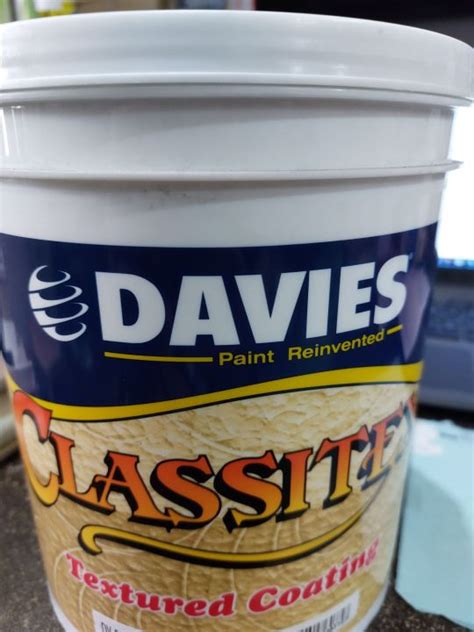 DAVIES
Paint Reinvented
CLASSITEX
Textured Coating